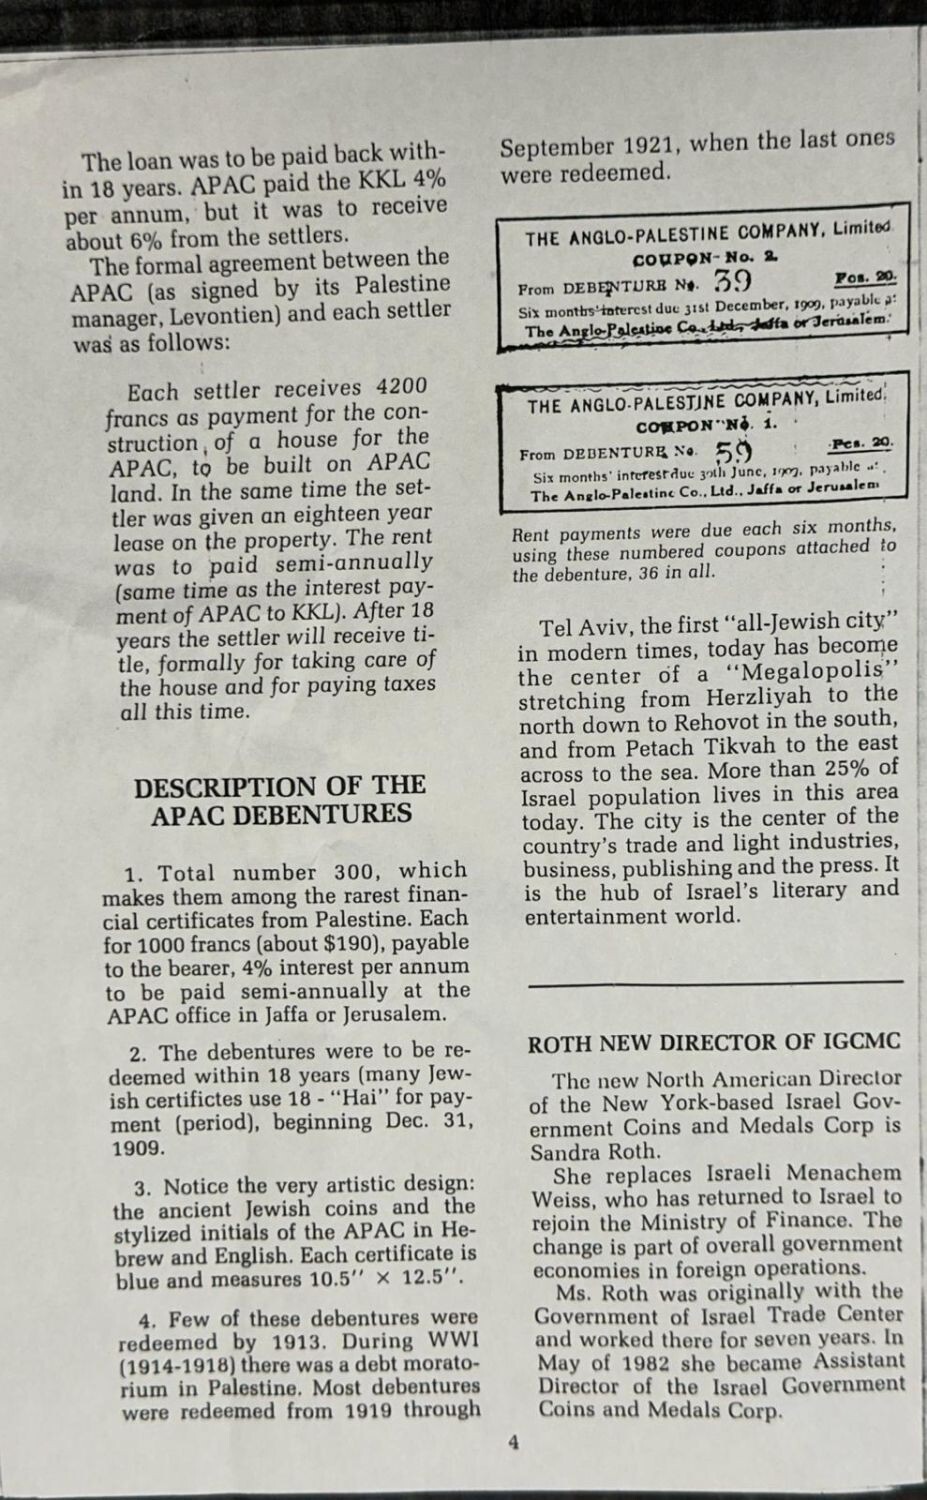 The loan was to be paid back with-
in 18 years. APAC paid the KKL 4%
per annum, but it was to receive
about 6% from the settlers.
The formal agreement between the
APAC (as signed by its Palestine
manager, Levontien) and each settler
was as follows:
Each settler receives 4200
francs as payment for the con-
struction of a house for the
APAC, to be built on APAC
land. In the same time the set-
tler was given an eighteen year
lease on the property. The rent
was to paid semi-annually
(same time as the interest pay-
ment of APAC to KKL). After 18
years the settler will receive ti-
tle, formally for taking care of
the house and for paying taxes
all this time.
DESCRIPTION OF THE
APAC DEBENTURES
1. Total number 300, which
makes them among the rarest finan-
cial certificates from Palestine. Each
for 1000 francs (about $190), payable
to the bearer, 4% interest per annum
to be paid semi-annually at the
APAC office in Jaffa or Jerusalem.
2. The debentures were to be re-
deemed within 18 years (many Jew-
ish certifictes use 18 - "Hai" for pay-
ment (period), beginning Dec. 31,
1909.
3. Notice the very artistic design:
the ancient Jewish coins and the
stylized initials of the APAC in He-
brew and English. Each certificate is
blue and measures 10.5'' × 12.5''.
4. Few of these debentures were
redeemed by 1913. During WWI
(1914-1918) there was a debt morato-
rium in Palestine. Most debentures
were redeemed from 1919 through
September 1921, when the last ones
were redeemed.
THE ANGLO-PALESTINE COMPANY, Limited
COUPON- No. 2.
From DEBENTURE No. 39 Fcs. 20.
Six months' interest due 31st December, 1909, payable at
The Anglo-Palestine Co., Ltd., Jaffa or Jerusalem.
THE ANGLO-PALESTINE COMPANY, Limited.
COUPON No. 1.
From DEBENTURE No. 59 Fcs. 20.
Six months' interest due 30th June, 1909, payable at
The Anglo-Palestine Co., Ltd., Jaffa or Jerusalem
Rent payments were due each six months,
using these numbered coupons attached to
the debenture, 36 in all.
Tel Aviv, the first "all-Jewish city"
in modern times, today has become
the center of a "Megalopolis"
stretching from Herzliyah to the
north down to Rehovot in the south,
and from Petach Tikvah to the east
across to the sea. More than 25% of
Israel population lives in this area
today. The city is the center of the
country's trade and light industries,
business, publishing and the press. It
is the hub of Israel's literary and
entertainment world.
ROTH NEW DIRECTOR OF IGCMC
The new North American Director
of the New York-based Israel Gov-
ernment Coins and Medals Corp is
Sandra Roth.
She replaces Israeli Menachem
Weiss, who has returned to Israel to
rejoin the Ministry of Finance. The
change is part of overall government
economies in foreign operations.
Ms. Roth was originally with the
Government of Israel Trade Center
and worked there for seven years. In
May of 1982 she became Assistant
Director of the Israel Government
Coins and Medals Corp.
4